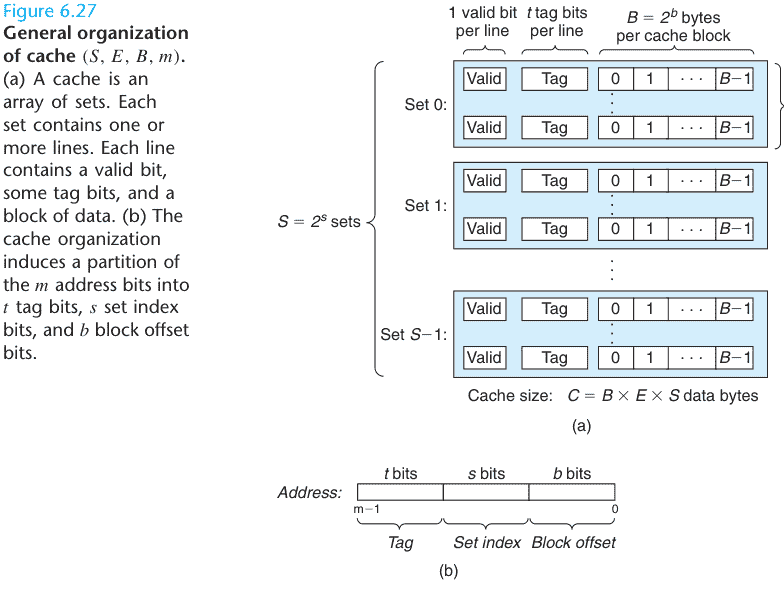 Figure 6.27
General organization
of cache (S, E, B, m).
(a) A cache is an
array of sets. Each
set contains one or
more lines. Each line
contains a valid bit,
some tag bits, and a
block of data. (b) The
cache organization
induces a partition of
the m address bits into
t tag bits, s set index
bits, and b block offset
bits.
1 valid bit
per line
t tag bits
per line
B = 2^b bytes
per cache block
S = 2^s sets
Set 0:
Valid Tag 0 1 · · · B−1
Valid Tag 0 1 · · · B−1
Set 1:
Valid Tag 0 1 · · · B−1
Valid Tag 0 1 · · · B−1
Set S−1:
Valid Tag 0 1 · · · B−1
Valid Tag 0 1 · · · B−1
Cache size: C = B × E × S data bytes
(a)
t bits s bits b bits
Address:
m−1 0
Tag Set index Block offset
(b)